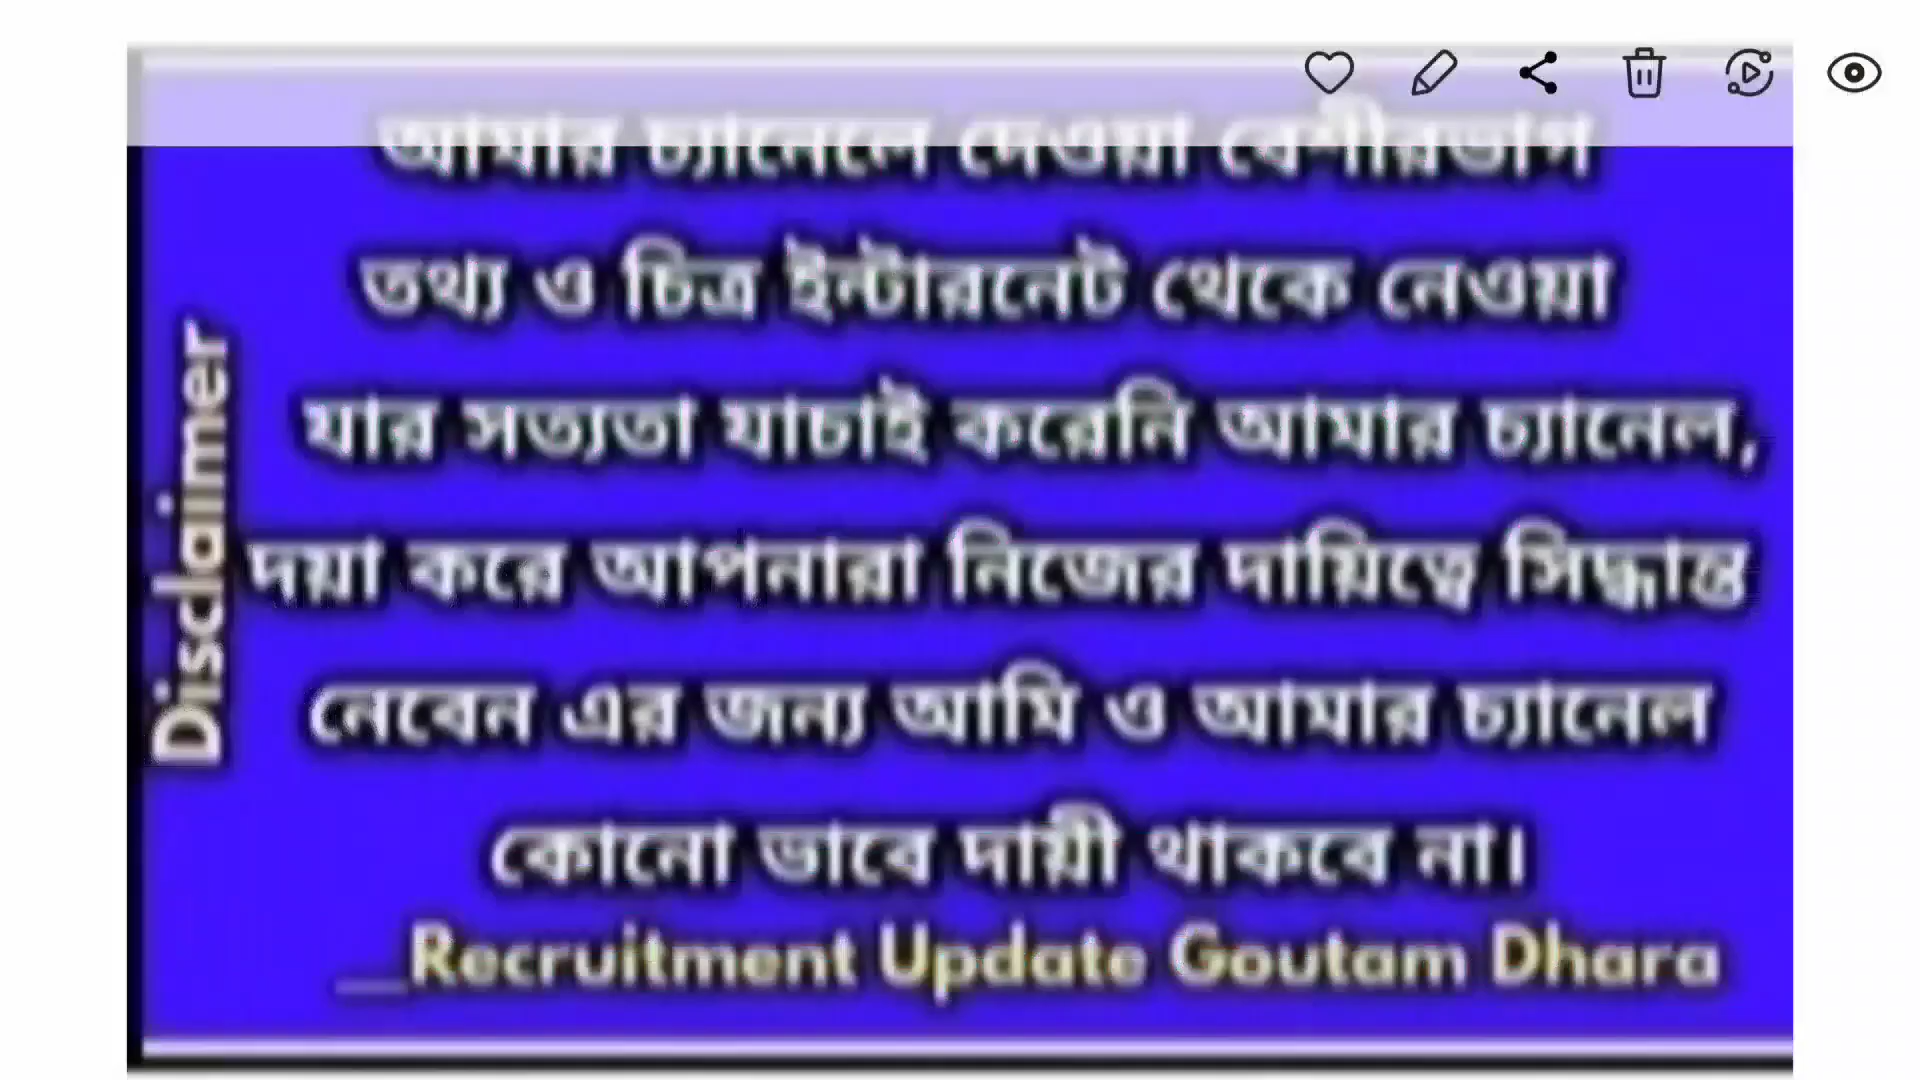 আমার চ্যানেলে দেওয়া বেশীরভাগ
তথ্য ও চিত্র ইন্টারনেট থেকে নেওয়া
যার সত্যতা যাচাই করেনি আমার চ্যানেল,
দয়া করে আপনারা নিজের দায়িত্বে সিদ্ধান্ত
নেবেন এর জন্য আমি ও আমার চ্যানেল
কোনো ভাবে দায়ী থাকবে না।
__Recruitment Update Goutam Dhara
Disclaimer